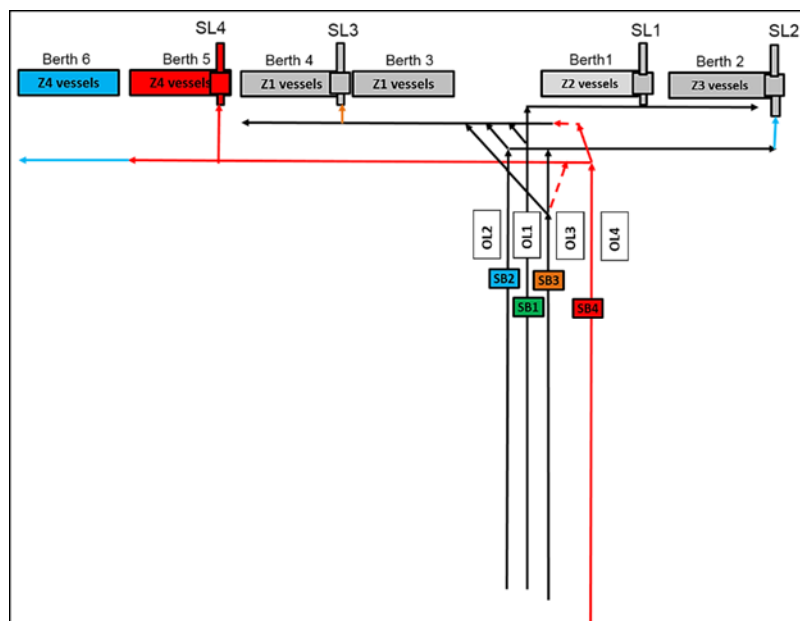 SL4 SL3 SL1 SL2
Berth 6 Berth 5 Berth 4 Berth 3 Berth1 Berth 2
Z4 vessels Z4 vessels Z1 vessels Z1 vessels Z2 vessels Z3 vessels
OL2 OL1 OL3 OL4
SB2 SB3
SB1 SB4